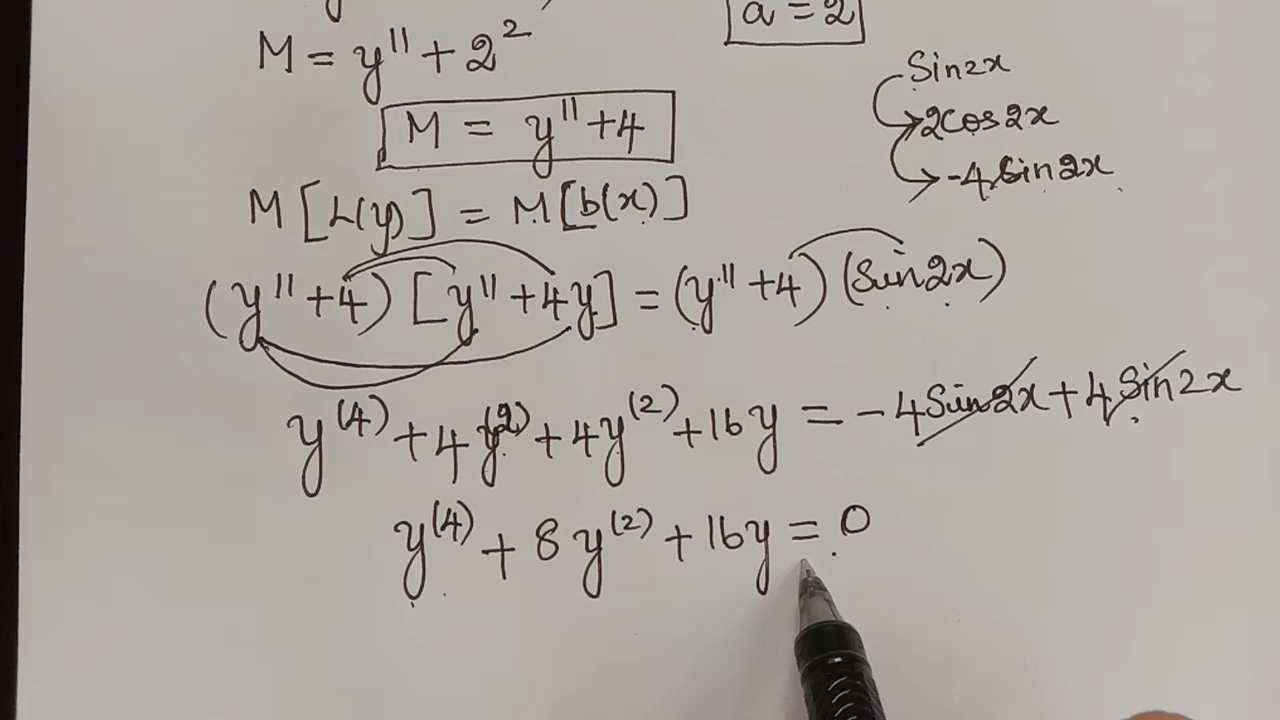 M = y'' + 2²
a = 2
M = y'' + 4
Sin2x
2cos2x
-4Sin2x
M [L(y)] = M [b(x)]
(y'' + 4) [y'' + 4y] = (y'' + 4) (Sin2x)
y⁽⁴⁾ + 4y⁽²⁾ + 4y⁽²⁾ + 16y = -4Sin2x + 4Sin2x
y⁽⁴⁾ + 8y⁽²⁾ + 16y = 0